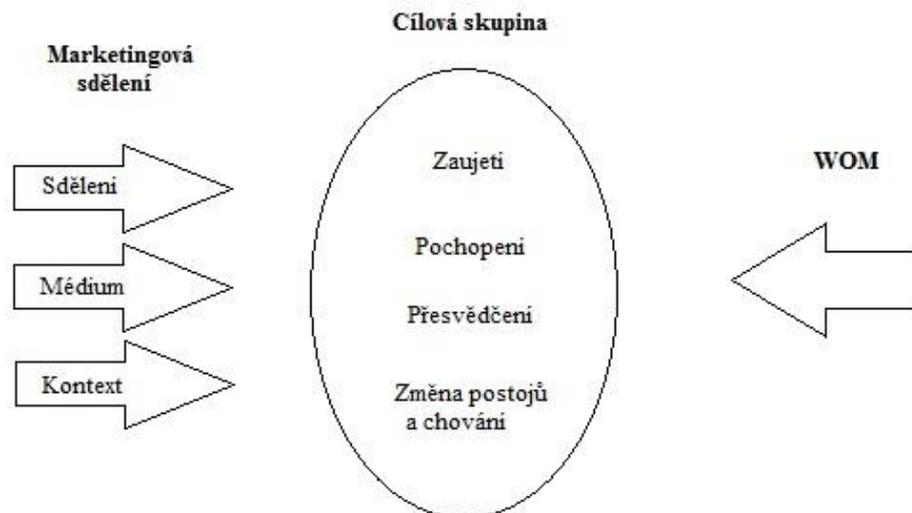 Cílová skupina
Marketingová
sdělení
Sdělení
Médium
Kontext
Zaujetí
Pochopení
Přesvědčení
Změna postojů
a chování
WOM